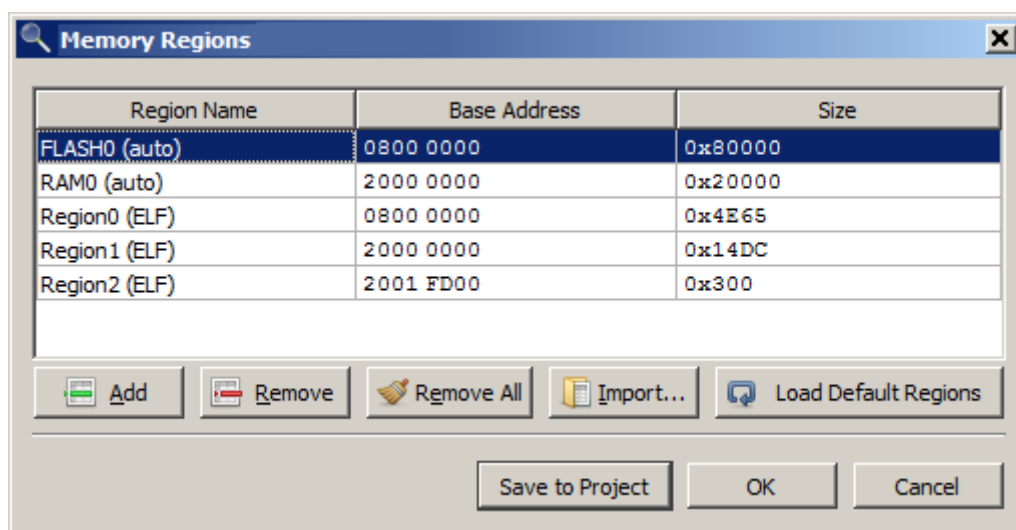 Memory Regions
Region Name Base Address Size
FLASH0 (auto) 0800 0000 0x80000
RAM0 (auto) 2000 0000 0x20000
Region0 (ELF) 0800 0000 0x4E65
Region1 (ELF) 2000 0000 0x14DC
Region2 (ELF) 2001 FD00 0x300
Add Remove Remove All Import... Load Default Regions
Save to Project OK Cancel